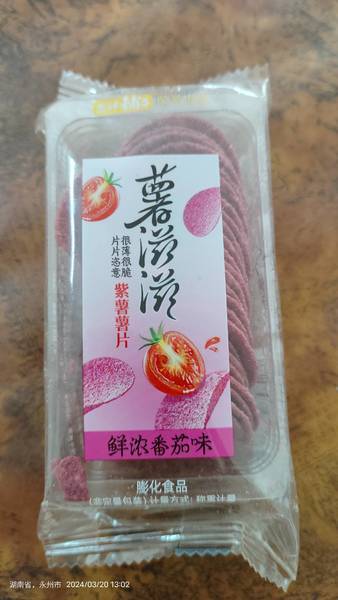 薯滋滋
很薄很脆
片片恣意
紫薯薯片
鲜浓番茄味
膨化食品
(非定量包装) 计量方式: 称重计量
湖南省，永州市 2024/03/20 13:02